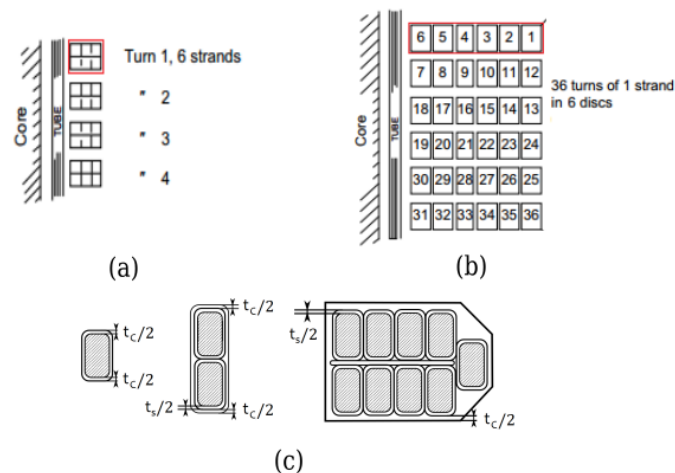 Core
TUBE
Turn 1, 6 strands
" 2
" 3
" 4
(a)
Core
TUBE
6 5 4 3 2 1
7 8 9 10 11 12
18 17 16 15 14 13
19 20 21 22 23 24
30 29 28 27 26 25
31 32 33 34 35 36
36 turns of 1 strand
in 6 discs
(b)
t_c/2
t_c/2
t_c/2
t_s/2
t_c/2
t_s/2
t_c/2
(c)